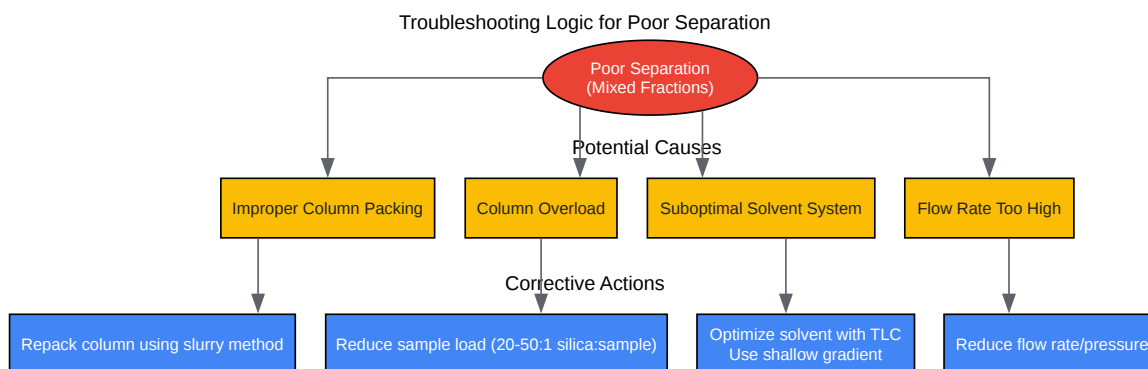 Troubleshooting Logic for Poor Separation
Poor Separation
(Mixed Fractions)
Potential Causes
Improper Column Packing
Column Overload
Suboptimal Solvent System
Flow Rate Too High
Corrective Actions
Repack column using slurry method
Reduce sample load (20-50:1 silica:sample)
Optimize solvent with TLC
Use shallow gradient
Reduce flow rate/pressure